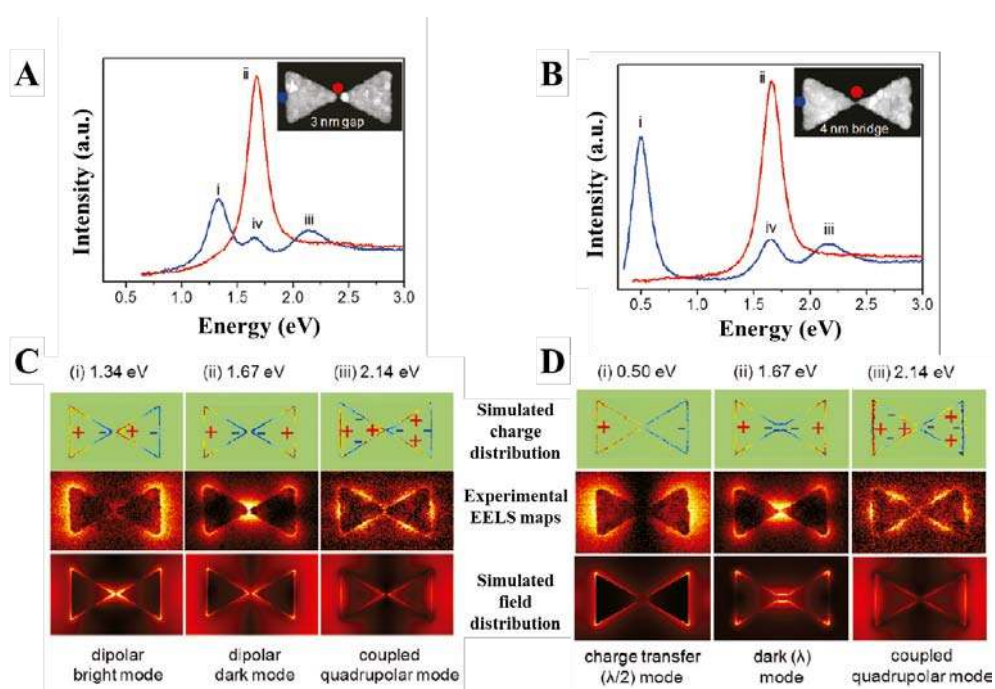 A
Intensity (a.u.)
ii
i
iv
iii
3 nm gap
0.5 1.0 1.5 2.0 2.5 3.0
Energy (eV)
B
Intensity (a.u.)
i
ii
iv
iii
4 nm bridge
0.5 1.0 1.5 2.0 2.5 3.0
Energy (eV)
C
(i) 1.34 eV (ii) 1.67 eV (iii) 2.14 eV
D
(i) 0.50 eV (ii) 1.67 eV (iii) 2.14 eV
Simulated
charge
distribution
Experimental
EELS maps
Simulated
field
distribution
dipolar
bright mode
dipolar
dark mode
coupled
quadrupolar mode
charge transfer
(λ/2) mode
dark (λ)
mode
coupled
quadrupolar mode